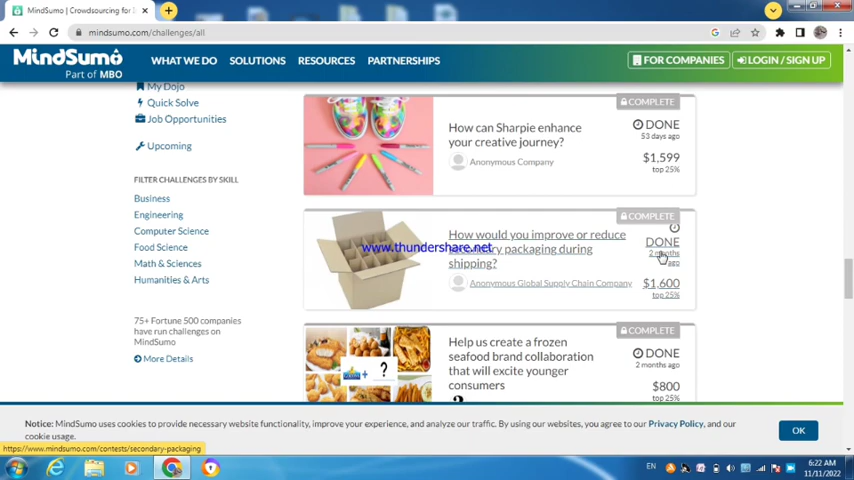 MindSumo | Crowdsourcing for
mindsumo.com/challenges/all
MindSumo
Part of MBO
WHAT WE DO
SOLUTIONS
RESOURCES
PARTNERSHIPS
FOR COMPANIES
LOGIN / SIGN UP
My Dojo
Quick Solve
Job Opportunities
Upcoming
FILTER CHALLENGES BY SKILL
Business
Engineering
Computer Science
Food Science
Math & Sciences
Humanities & Arts
75+ Fortune 500 companies
have run challenges on
MindSumo
More Details
COMPLETE
How can Sharpie enhance
your creative journey?
Anonymous Company
DONE
53 days ago
$1,599
top 25%
COMPLETE
How would you improve or reduce
secondary packaging during
shipping?
Anonymous Global Supply Chain Company
DONE
2 months
ago
$1,600
top 25%
www.thundershare.net
COMPLETE
Help us create a frozen
seafood brand collaboration
that will excite younger
consumers
?
DONE
2 months ago
$800
top 25%
+ ?
Notice: MindSumo uses cookies to provide necessary website functionality, improve your experience, and analyze our traffic. By using our websites, you agree to our Privacy Policy, and our
cookie usage.
OK
https://www.mindsumo.com/contests/secondary-packaging
EN
6:22 AM
11/11/2022